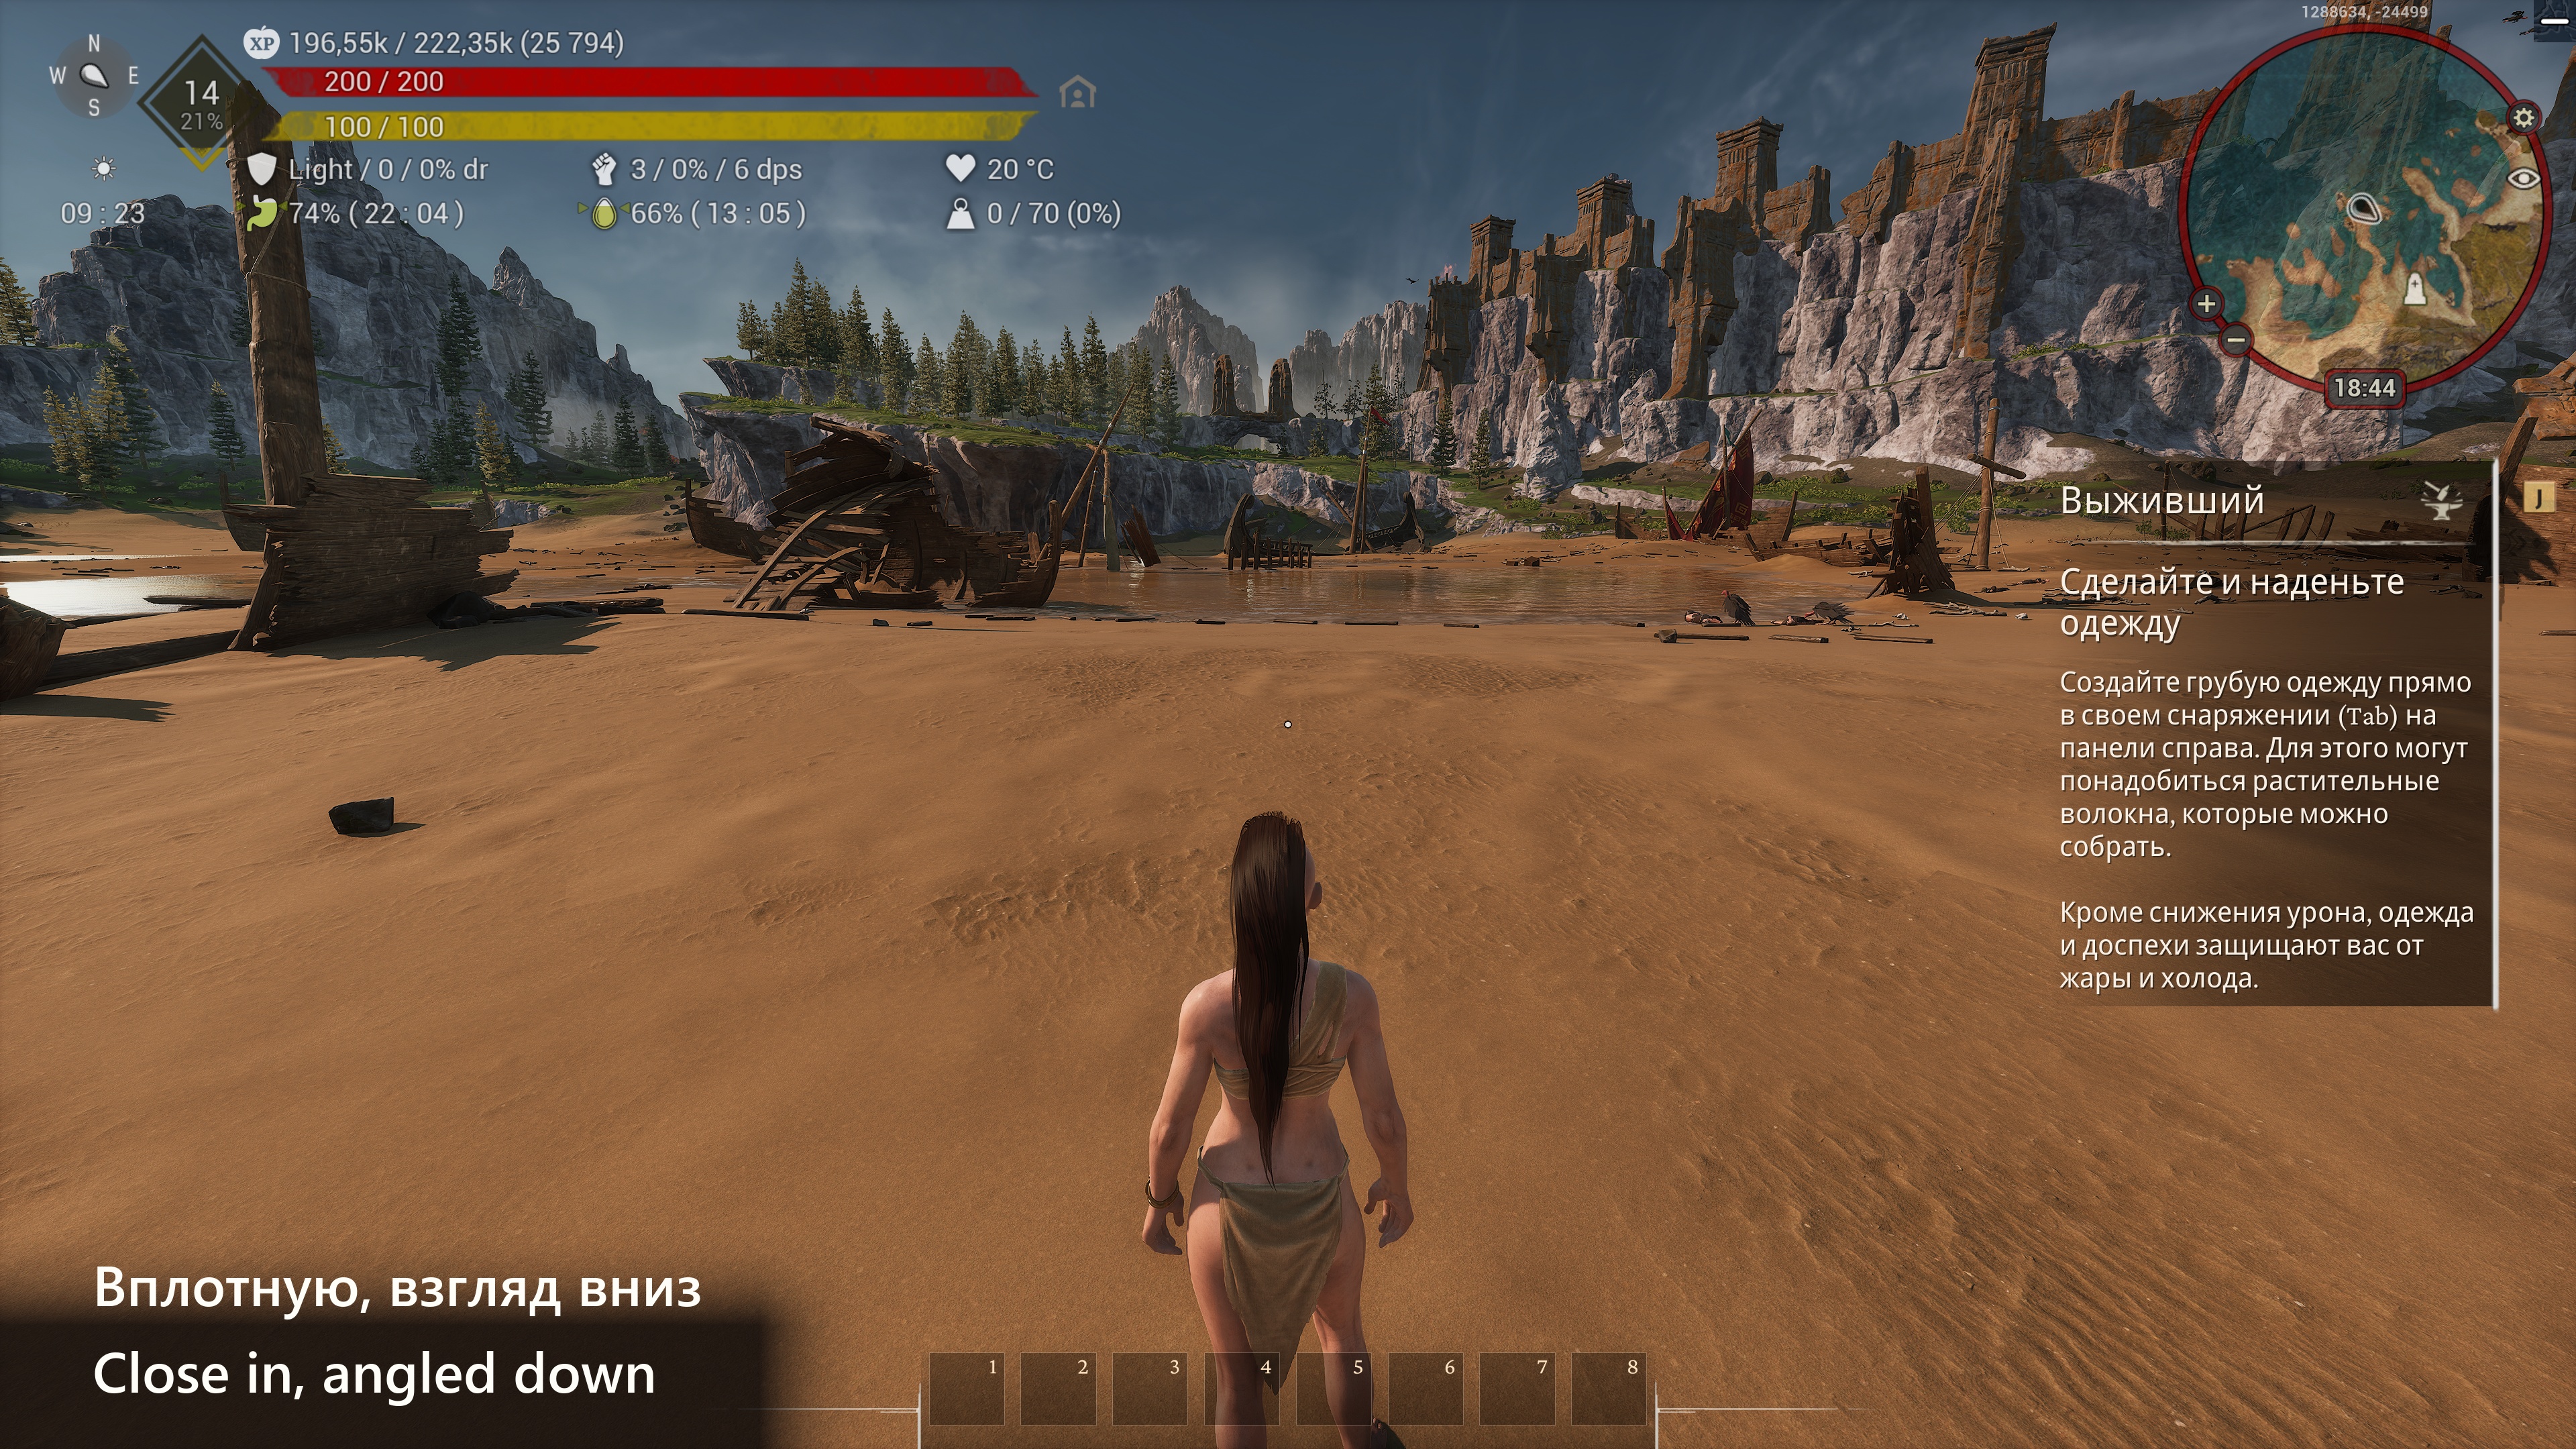 1288634, -24499
N
W E
S
14
21%
XP 196,55k / 222,35k (25 794)
200 / 200
100 / 100
Light / 0 / 0% dr
3 / 0% / 6 dps
20 °C
09 : 23
74% ( 22 : 04 )
66% ( 13 : 05 )
0 / 70 (0%)
18:44
Выживший
J
Сделайте и наденьте
одежду
Создайте грубую одежду прямо
в своем снаряжении (Tab) на
панели справа. Для этого могут
понадобиться растительные
волокна, которые можно
собрать.
Кроме снижения урона, одежда
и доспехи защищают вас от
жары и холода.
Вплотную, взгляд вниз
Close in, angled down
1 2 3 4 5 6 7 8